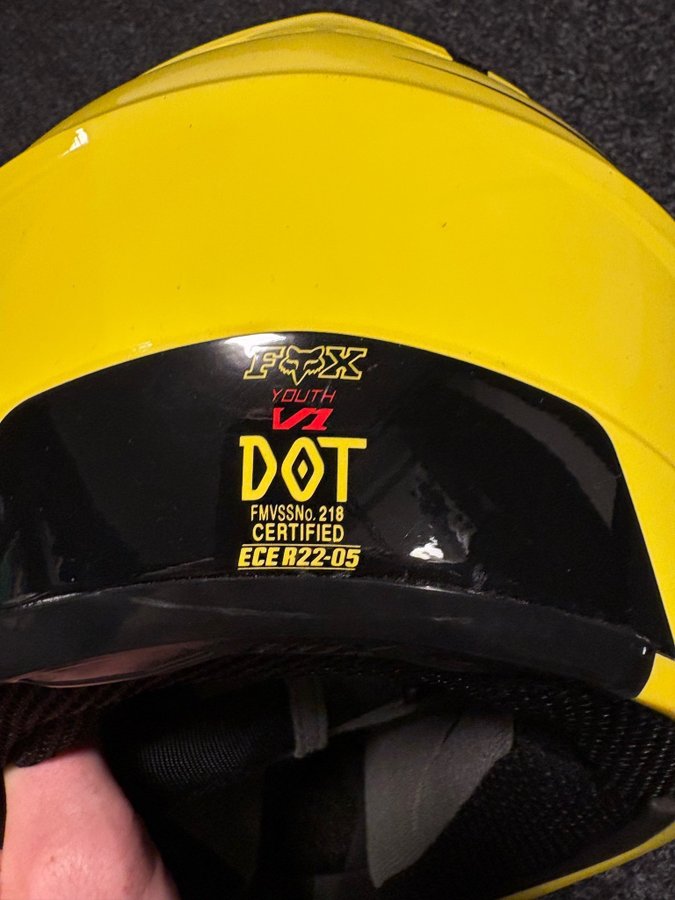 FOX
YOUTH
V1
DOT
FMVSSNo. 218
CERTIFIED
ECE R22-05